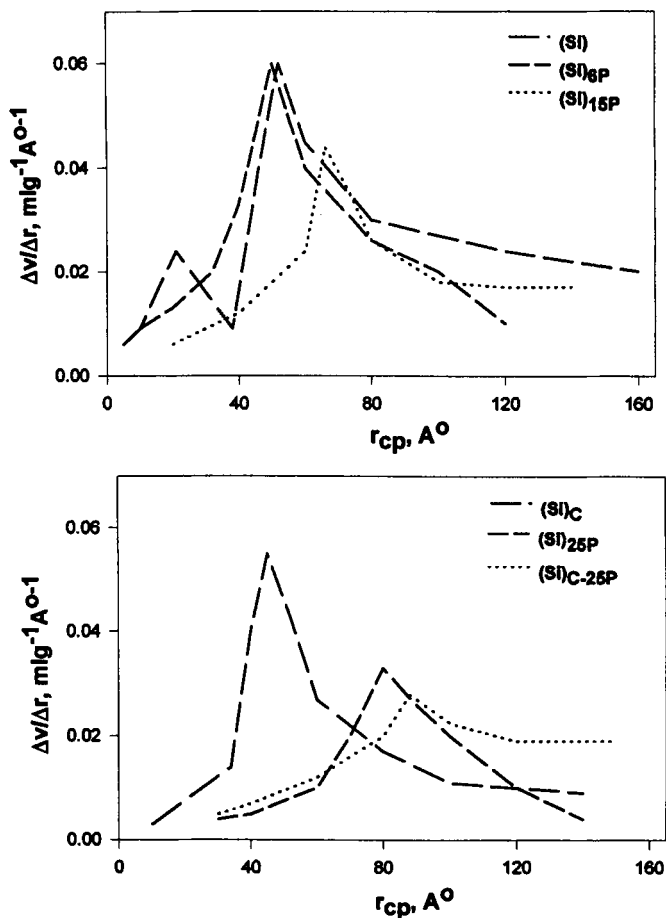 (Si)
(Si)6P
(Si)15P
0.06
0.04
0.02
0.00
Δv/Δr, mlg-1Ao-1
0 40 80 120 160
rcp, Ao
(Si)C
(Si)25P
(Si)C-25P
0.06
0.04
0.02
0.00
Δv/Δr, mlg-1Ao-1
0 40 80 120 160
rcp, Ao